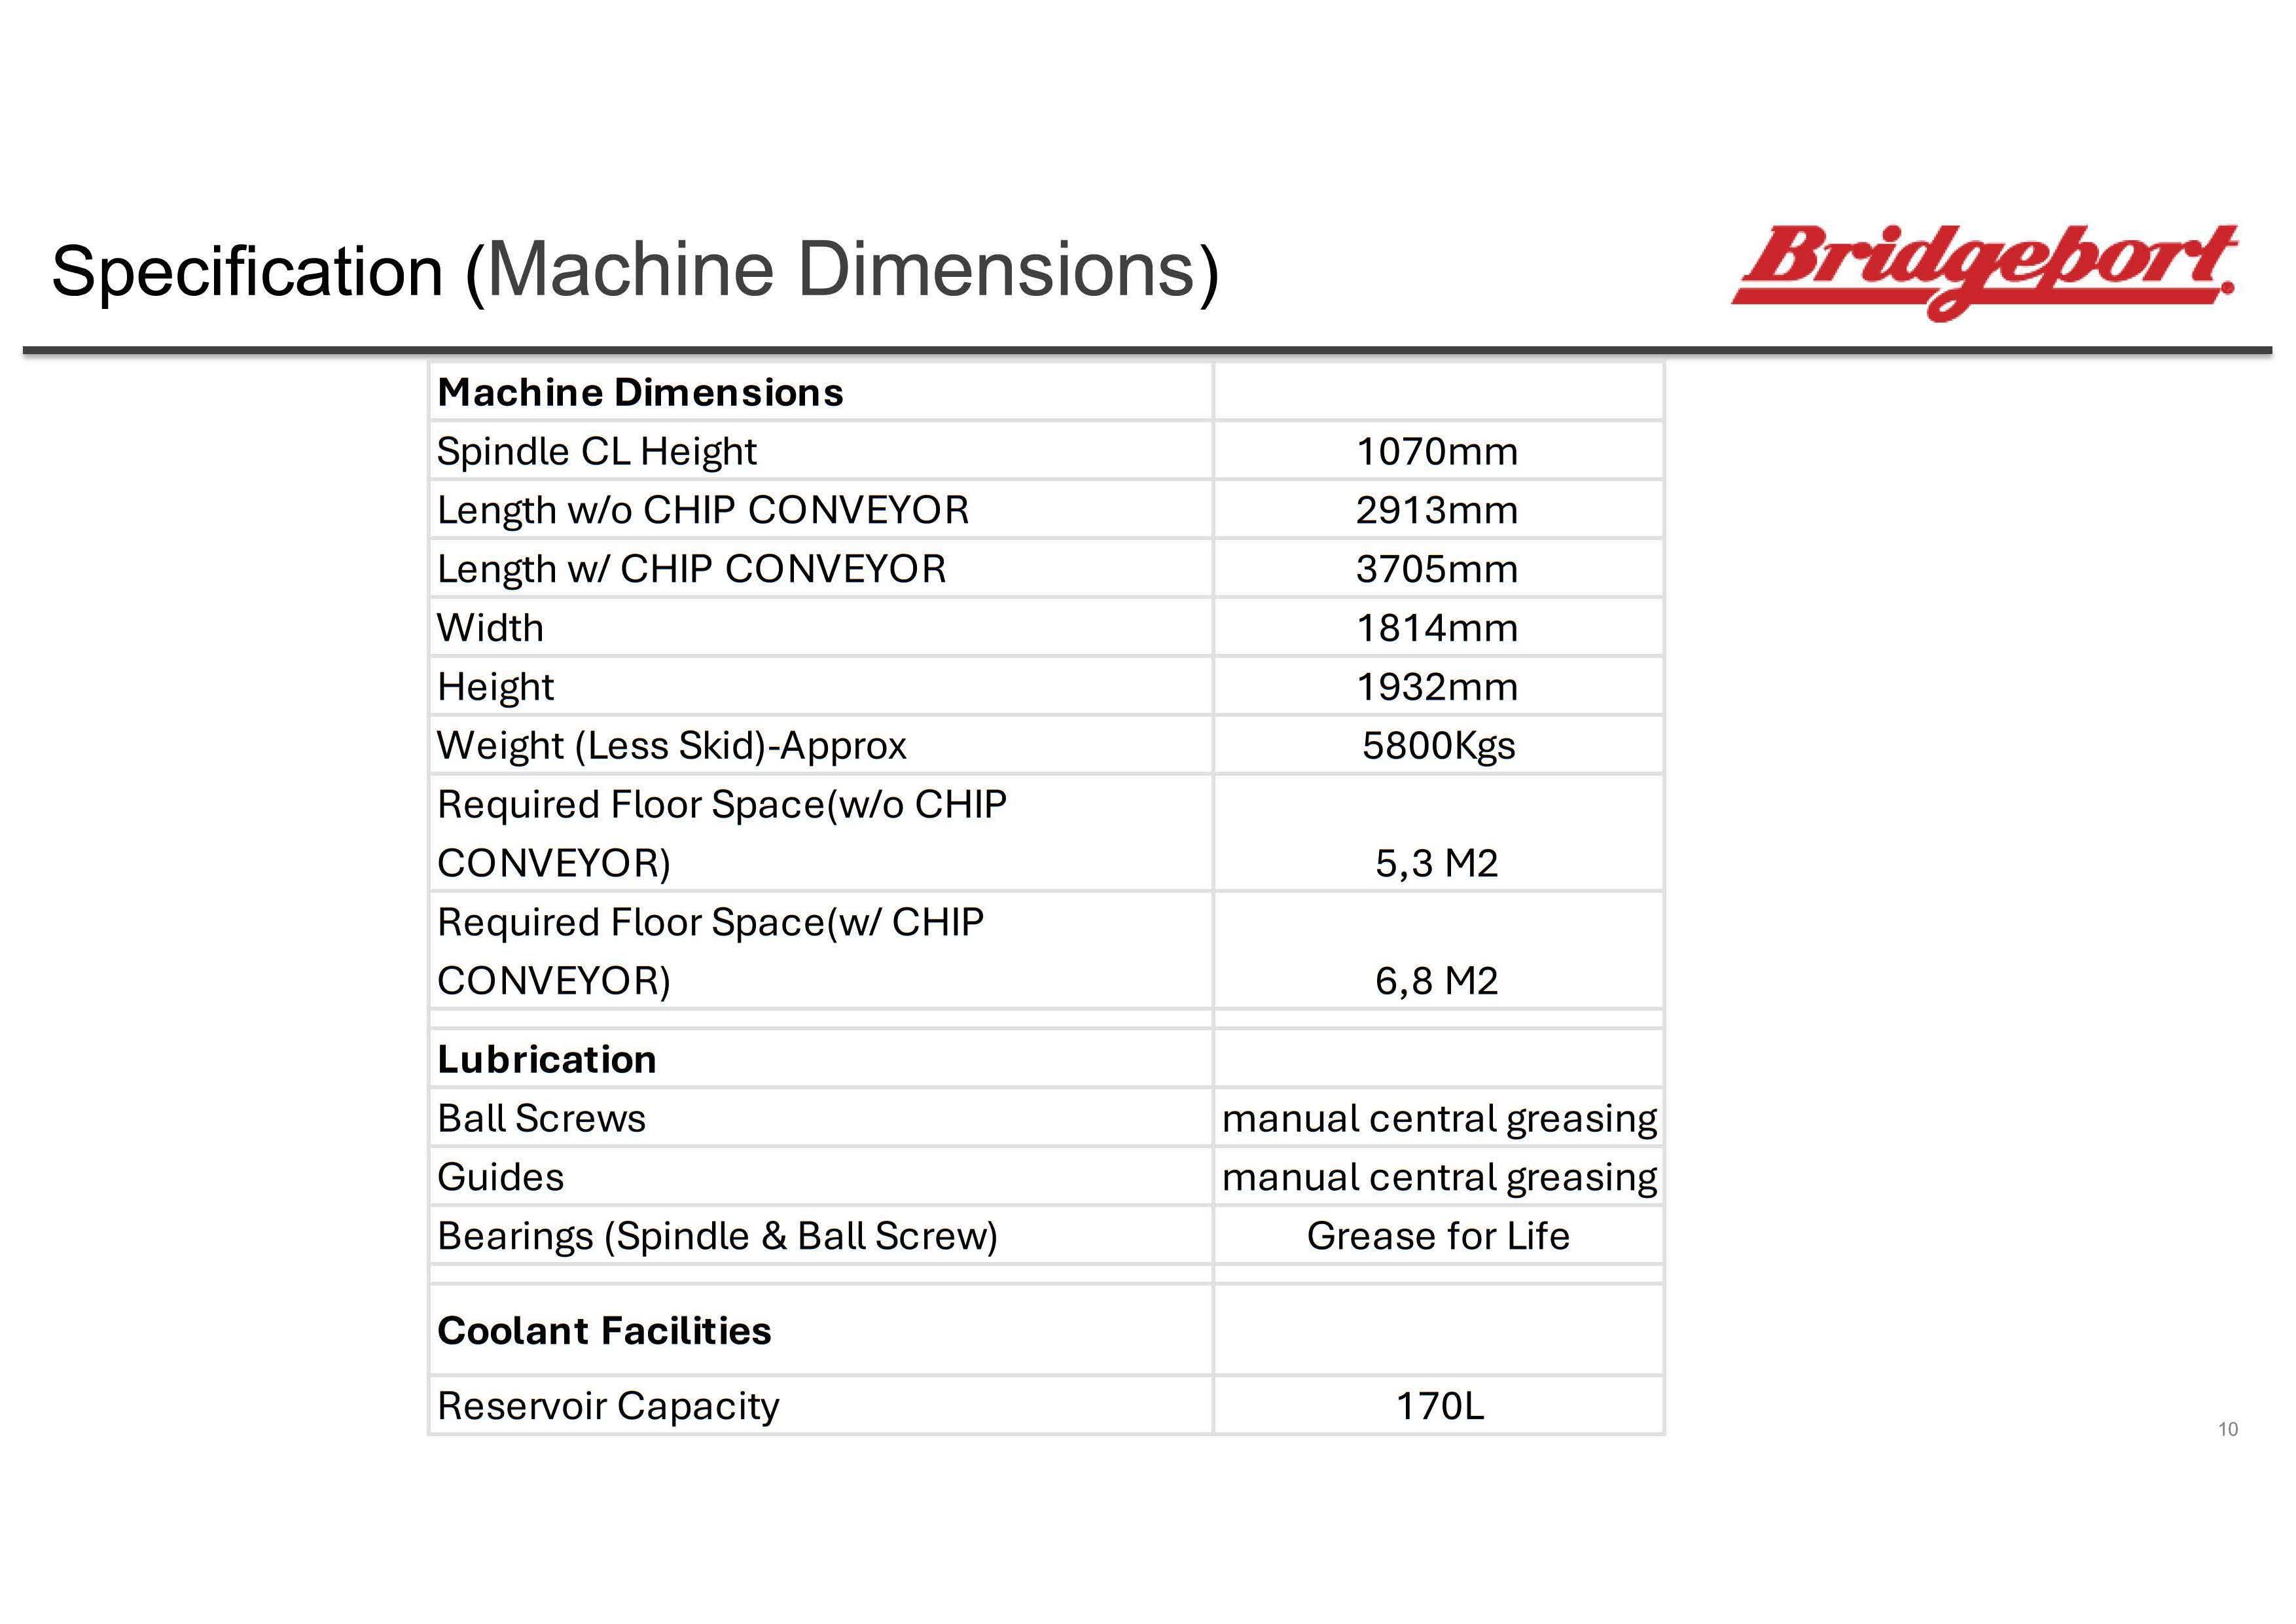 Specification (Machine Dimensions)
Bridgeport.
Machine Dimensions
Spindle CL Height 1070mm
Length w/o CHIP CONVEYOR 2913mm
Length w/ CHIP CONVEYOR 3705mm
Width 1814mm
Height 1932mm
Weight (Less Skid)-Approx 5800Kgs
Required Floor Space(w/o CHIP
CONVEYOR) 5,3 M2
Required Floor Space(w/ CHIP
CONVEYOR) 6,8 M2
Lubrication
Ball Screws manual central greasing
Guides manual central greasing
Bearings (Spindle & Ball Screw) Grease for Life
Coolant Facilities
Reservoir Capacity 170L
10